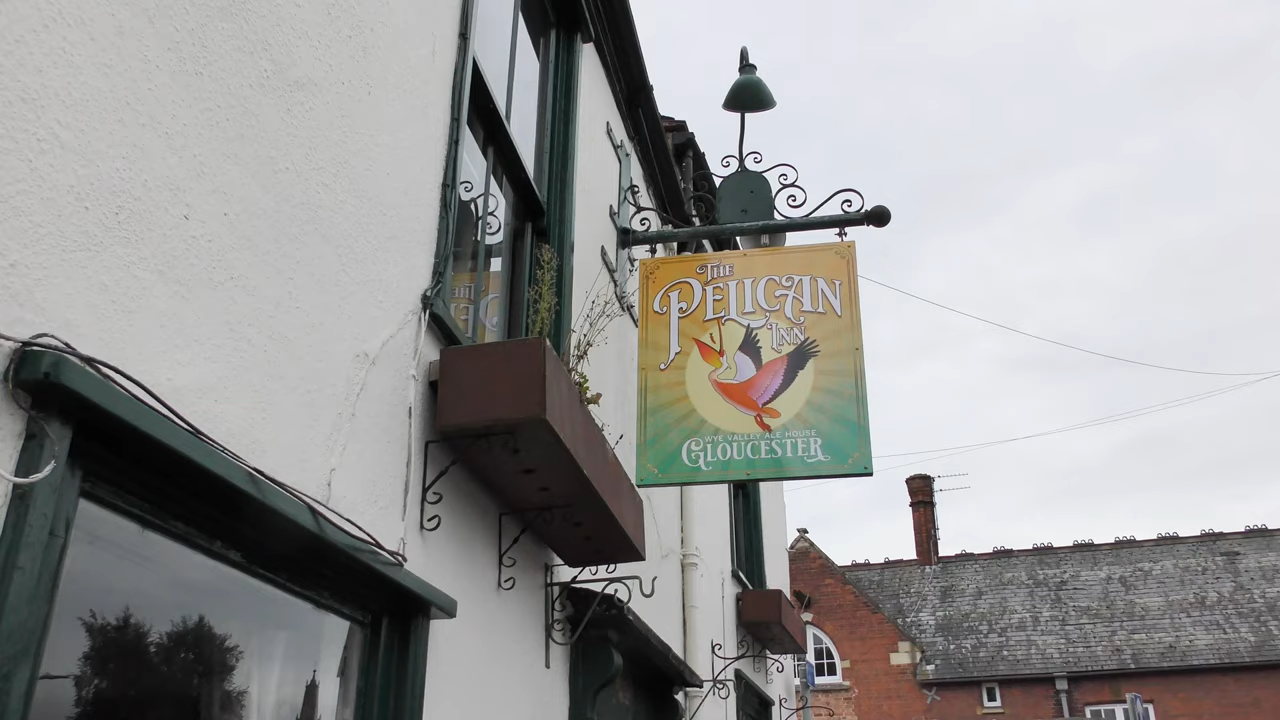 THE
PELICAN
INN
WYE VALLEY ALE HOUSE
GLOUCESTER